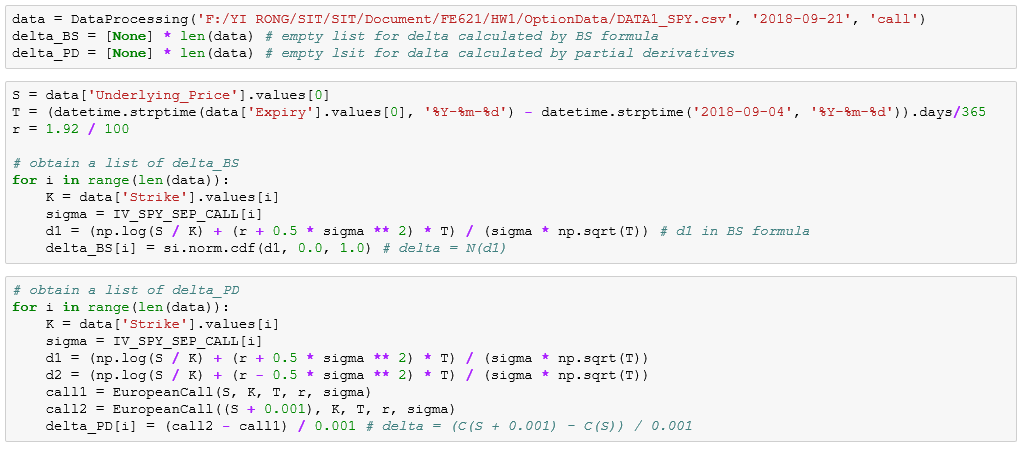 data = DataProcessing('F:/YI RONG/SIT/SIT/Document/FE621/HW1/OptionData/DATA1_SPY.csv', '2018-09-21', 'call')
delta_BS = [None] * len(data) # empty lsit for delta calculated by BS formula
delta_PD = [None] * len(data) # empty lsit for dalta calculated by partial derivatives
S = data['Underlying_Price'].values[0]
T = (datetime.strptime(data['Expiry'].values[0], '%Y-%m-%d') - datetime.strptime('2018-09-04', '%Y-%m-%d')).days/365
r = 1.92 / 100
# obtain a list of delta_BS
for i in range(len(data)):
    K = data['Strike'].values[i]
    sigma = IV_SPY_SEP_CALL[i]
    d1 = (np.log(S / K) + (r + 0.5 * sigma ** 2) * T) / (sigma * np.sqrt(T)) # d1 in BS formula
    delta_BS[i] = si.norm.cdf(d1, 0.0, 1.0) # delta = N(d1)
# obtain a list of delta_PD
for i in range(len(data)):
    K = data['Strike'].values[i]
    sigma = IV_SPY_SEP_CALL[i]
    d1 = (np.log(S / K) + (r + 0.5 * sigma ** 2) * T) / (sigma * np.sqrt(T))
    d2 = (np.log(S / K) + (r - 0.5 * sigma ** 2) * T) / (sigma * np.sqrt(T))
    call1 = EuropeanCall(S, K, T, r, sigma)
    call2 = EuropeanCall((S + 0.001), K, T, r, sigma)
    delta_PD[i] = (call2 - call1) / 0.001 # delta = (C(S + 0.001) - C(S)) / 0.001